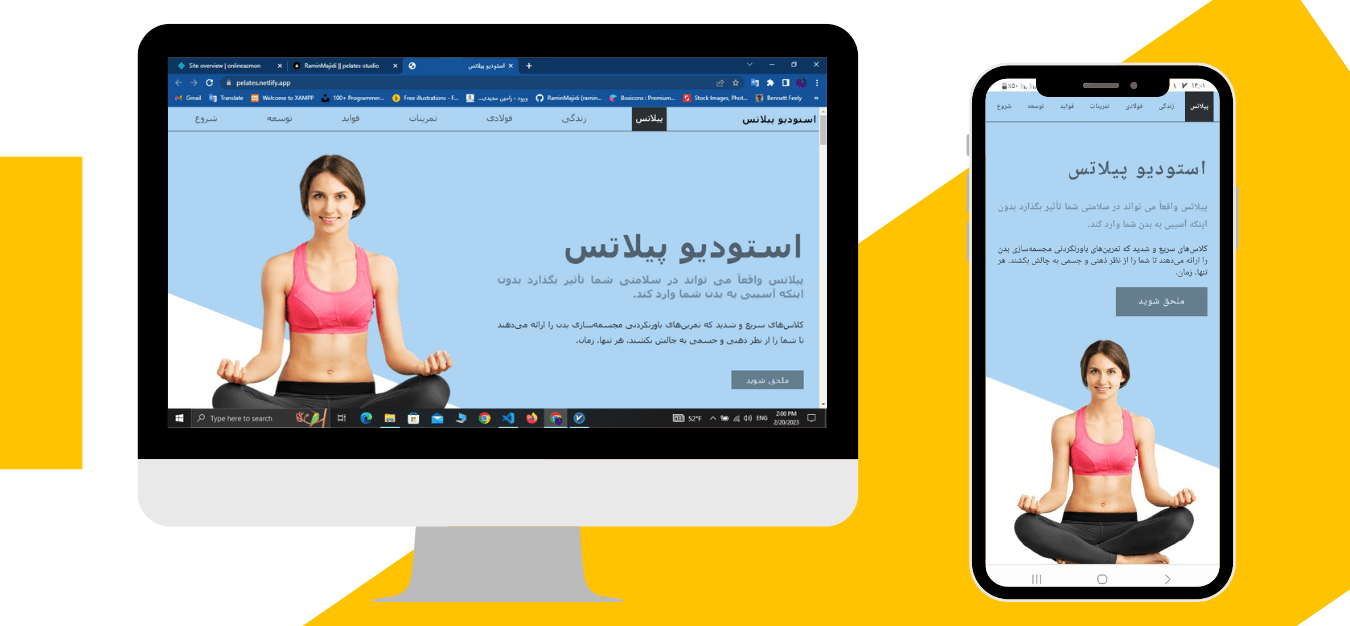 Site overview | onlineazmon
RaminMajidi || pelates-studio
استودیو پیلاتس
pelates.netlify.app
Gmail
Translate
Welcome to XAMPP
100+ Programmer...
Free illustrations - F...
ورود ‹ رامین مجیدی...
RaminMajidi (ramin...
Boxicons : Premium...
Stock Images, Phot...
Bennett Feely
»
استودیو پیلاتس
پیلاتس
زندگی
فولادی
تمرینات
فواید
توسعه
شروع
استودیو پیلاتس
پیلاتس واقعاً می تواند در سلامتی شما تأثیر بگذارد بدون
اینکه آسیبی به بدن شما وارد کند.
کلاس‌های سریع و شدید که تمرین‌های باورنکردنی مجسمه‌سازی بدن را ارائه می‌دهند
تا شما را از نظر ذهنی و جسمی به چالش بکشند. هر تنها. زمان.
ملحق شوید
Type here to search
52°F
ENG
2:00 PM
2/20/2023
۱۴:۰۱
٪۵۰
پیلاتس
زندگی
فولادی
تمرینات
فواید
توسعه
شروع
استودیو پیلاتس
پیلاتس واقعاً می تواند در سلامتی شما تأثیر بگذارد بدون
اینکه آسیبی به بدن شما وارد کند.
کلاس‌های سریع و شدید که تمرین‌های باورنکردنی مجسمه‌سازی بدن
را ارائه می‌دهند تا شما را از نظر ذهنی و جسمی به چالش بکشند. هر
تنها. زمان.
ملحق شوید